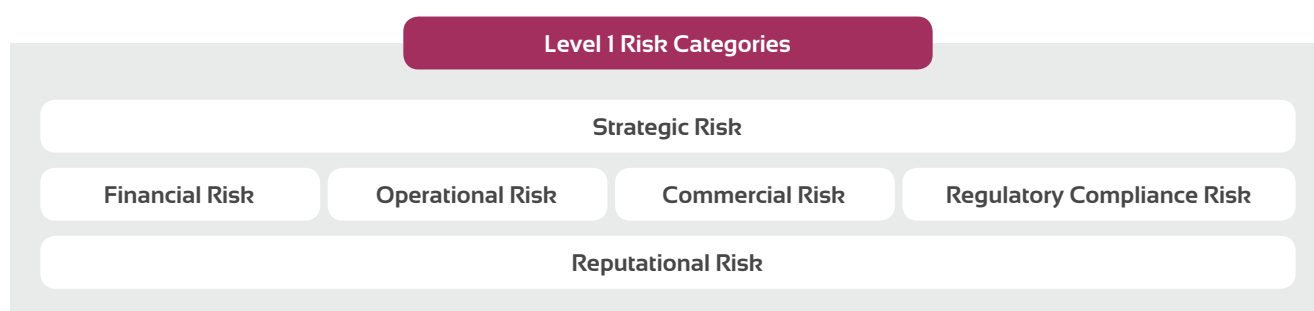 Level 1 Risk Categories
Strategic Risk
Financial Risk
Operational Risk
Commercial Risk
Regulatory Compliance Risk
Reputational Risk